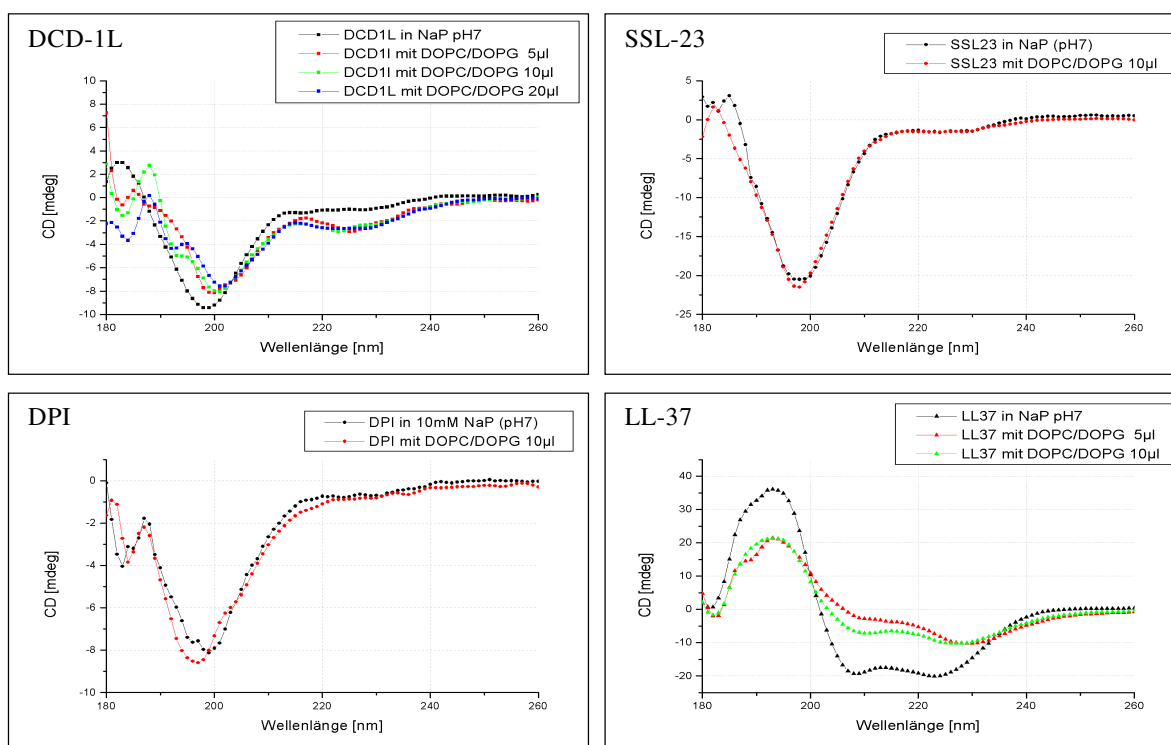 DCD-1L
DCD1L in NaP pH7
DCD1I mit DOPC/DOPG 5µl
DCD1I mit DOPC/DOPG 10µl
DCD1L mit DOPC/DOPG 20µl
10
8
6
4
2
0
-2
-4
-6
-8
-10
CD [mdeg]
180 200 220 240 260
Wellenlänge [nm]
SSL-23
SSL23 in NaP (pH7)
SSL23 mit DOPC/DOPG 10µl
5
0
-5
-10
-15
-20
-25
CD [mdeg]
180 200 220 240 260
Wellenlänge [nm]
DPI
DPI in 10mM NaP (pH7)
DPI mit DOPC/DOPG 10µl
0
-2
-4
-6
-8
-10
CD [mdeg]
180 200 220 240 260
Wellenlänge [nm]
LL-37
LL37 in NaP pH7
LL37 mit DOPC/DOPG 5µl
LL37 mit DOPC/DOPG 10µl
40
30
20
10
0
-10
-20
CD [mdeg]
180 200 220 240 260
Wellenlänge [nm]